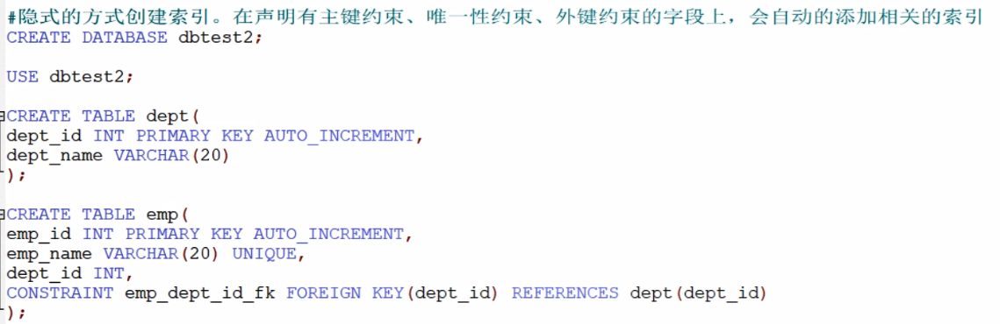 #隐式的方式创建索引。在声明有主键约束、唯一性约束、外键约束的字段上，会自动的添加相关的索引
CREATE DATABASE dbtest2;
USE dbtest2;
CREATE TABLE dept(
dept_id INT PRIMARY KEY AUTO_INCREMENT,
dept_name VARCHAR(20)
);
CREATE TABLE emp(
emp_id INT PRIMARY KEY AUTO_INCREMENT,
emp_name VARCHAR(20) UNIQUE,
dept_id INT,
CONSTRAINT emp_dept_id_fk FOREIGN KEY(dept_id) REFERENCES dept(dept_id)
);